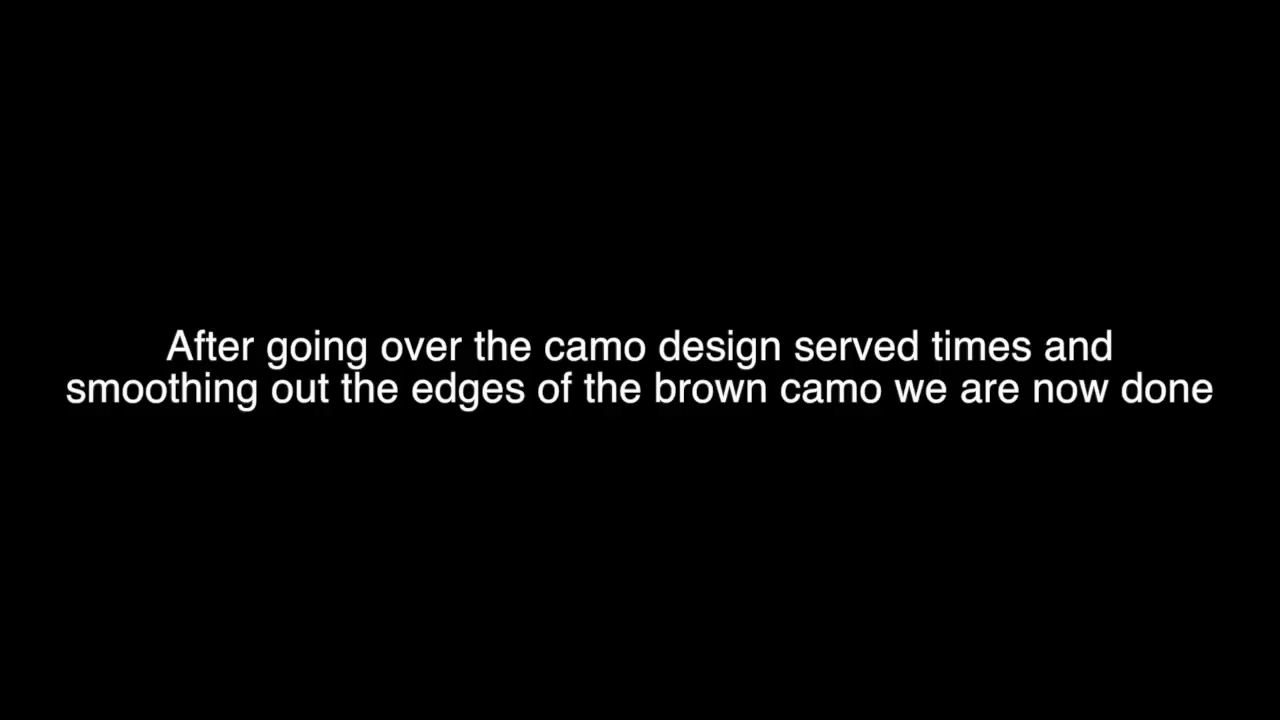 After going over the camo design served times and
smoothing out the edges of the brown camo we are now done